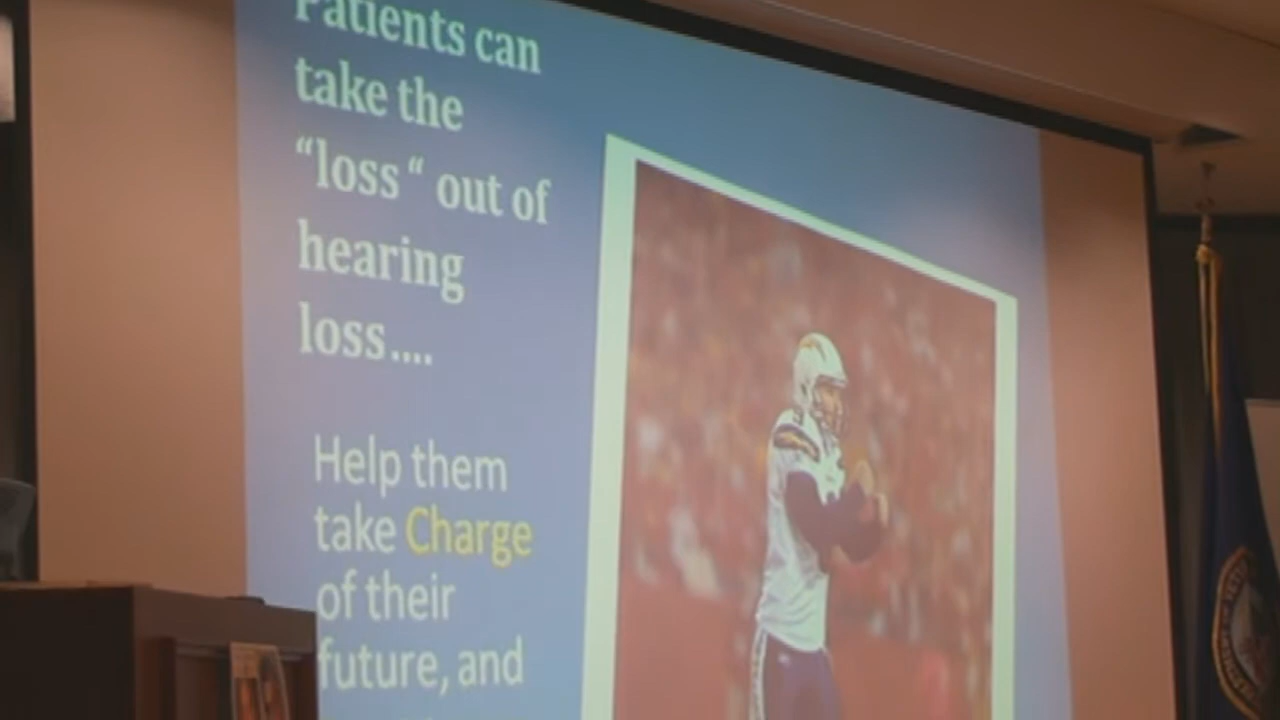 Patients can
take the
“loss“ out of
hearing
loss....
Help them
take Charge
of their
future, and